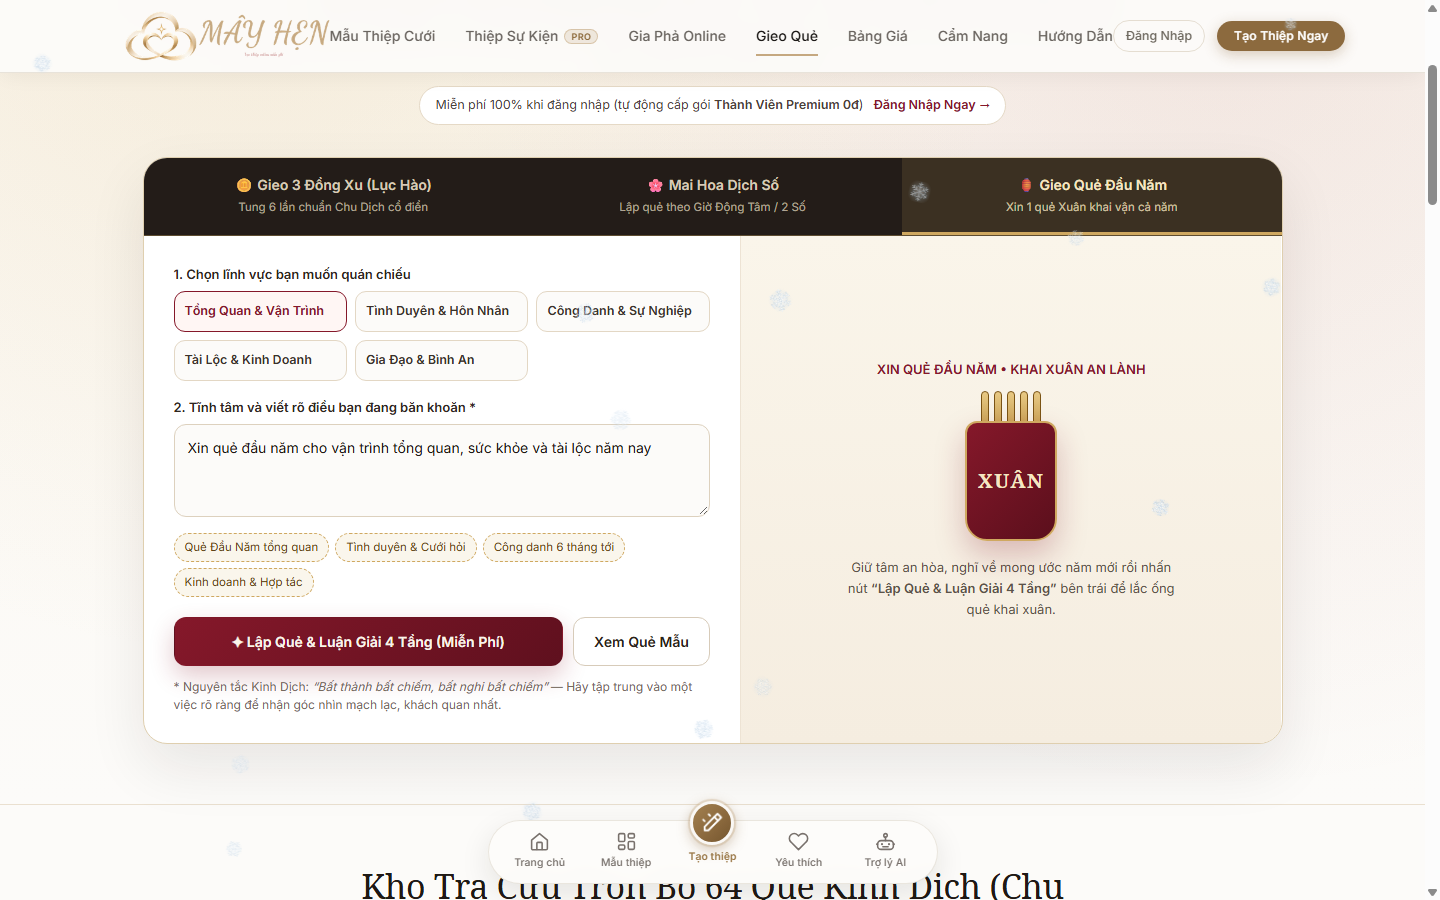 MÂY HẸN
Mẫu Thiệp Cưới
Thiệp Sự Kiện PRO
Gia Phả Online
Gieo Quẻ
Bảng Giá
Cẩm Nang
Hướng Dẫn
Đăng Nhập
Tạo Thiệp Ngay
Miễn phí 100% khi đăng nhập (tự động cấp gói Thành Viên Premium 0đ) Đăng Nhập Ngay →
Gieo 3 Đồng Xu (Lục Hào)
Tung 6 lần chuẩn Chu Dịch cổ điển
Mai Hoa Dịch Số
Lập quẻ theo Giờ Động Tâm / 2 Số
Gieo Quẻ Đầu Năm
Xin 1 quẻ Xuân khai vận cả năm
1. Chọn lĩnh vực bạn muốn quán chiếu
Tổng Quan & Vận Trình
Tình Duyên & Hôn Nhân
Công Danh & Sự Nghiệp
Tài Lộc & Kinh Doanh
Gia Đạo & Bình An
2. Tĩnh tâm và viết rõ điều bạn đang băn khoăn *
Xin quẻ đầu năm cho vận trình tổng quan, sức khỏe và tài lộc năm nay
Quẻ Đầu Năm tổng quan
Tình duyên & Cưới hỏi
Công danh 6 tháng tới
Kinh doanh & Hợp tác
✦ Lập Quẻ & Luận Giải 4 Tầng (Miễn Phí)
Xem Quẻ Mẫu
* Nguyên tắc Kinh Dịch: “Bất thành bất chiếm, bất nghi bất chiếm” — Hãy tập trung vào một
việc rõ ràng để nhận góc nhìn mạch lạc, khách quan nhất.
XIN QUẺ ĐẦU NĂM • KHAI XUÂN AN LÀNH
XUÂN
Giữ tâm an hòa, nghĩ về mong ước năm mới rồi nhấn
nút “Lập Quẻ & Luận Giải 4 Tầng” bên trái để lắc ống
quẻ khai xuân.
Kho Tra Cứu Trọn Bộ 64 Quẻ Kinh Dịch (Chu
Trang chủ
Mẫu thiệp
Tạo thiệp
Yêu thích
Trợ lý AI